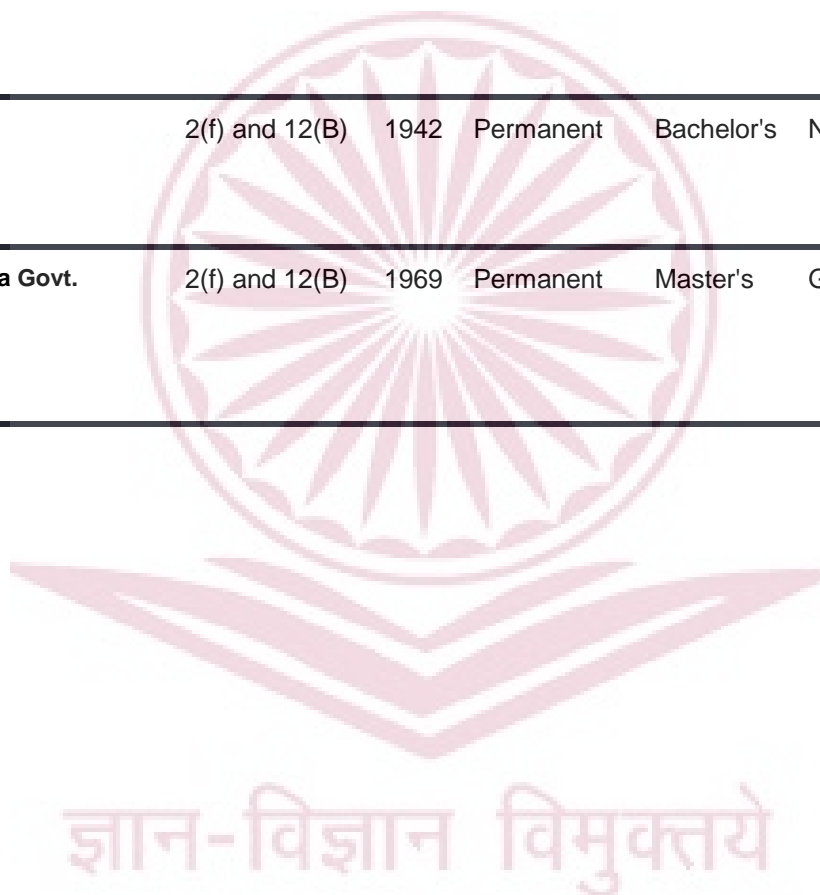 2(f) and 12(B) 1942 Permanent Bachelor's
a Govt. 2(f) and 12(B) 1969 Permanent Master's
ज्ञान-विज्ञान विमुक्तये